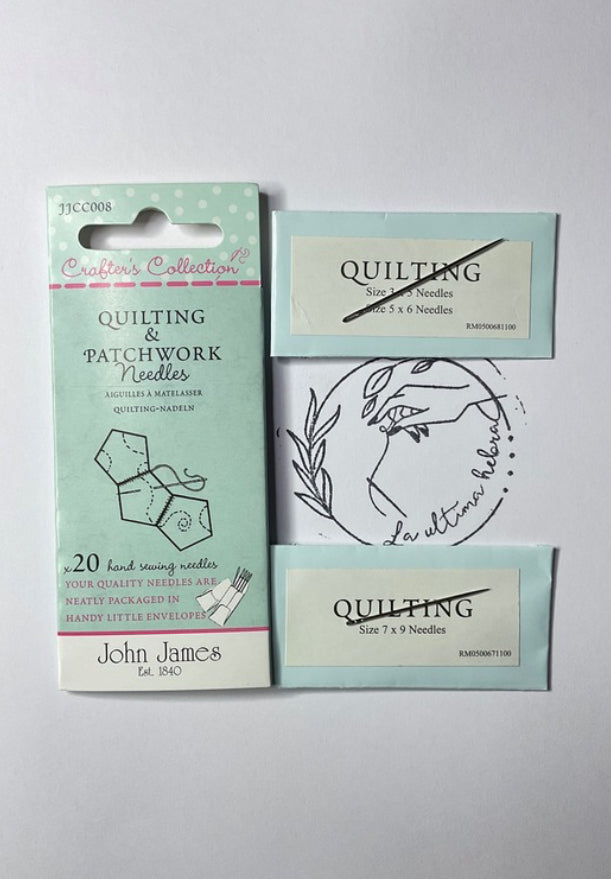 JJCC008
Crafter's Collection
QUILTING
&
PATCHWORK
Needles
AIGUILLES À MATELASSER
QUILTING-NADELN
x20 hand sewing needles
YOUR QUALITY NEEDLES ARE
NEATLY PACKAGED IN
HANDY LITTLE ENVELOPES
John James
Est. 1840
QUILTING
Size 3 x 5 Needles
Size 5 x 6 Needles
RM0500681100
La ultima hebra
QUILTING
Size 7 x 9 Needles
RM0500671100